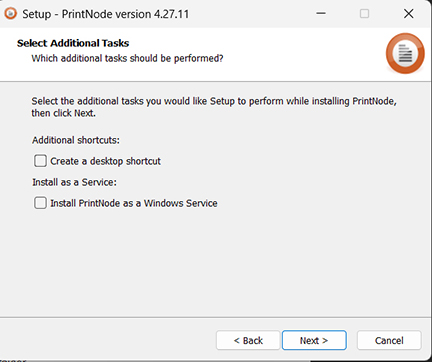 Setup - PrintNode version 4.27.11
Select Additional Tasks
Which additional tasks should be performed?
Select the additional tasks you would like Setup to perform while installing PrintNode,
then click Next.
Additional shortcuts:
Create a desktop shortcut
Install as a Service:
Install PrintNode as a Windows Service
< Back Next > Cancel